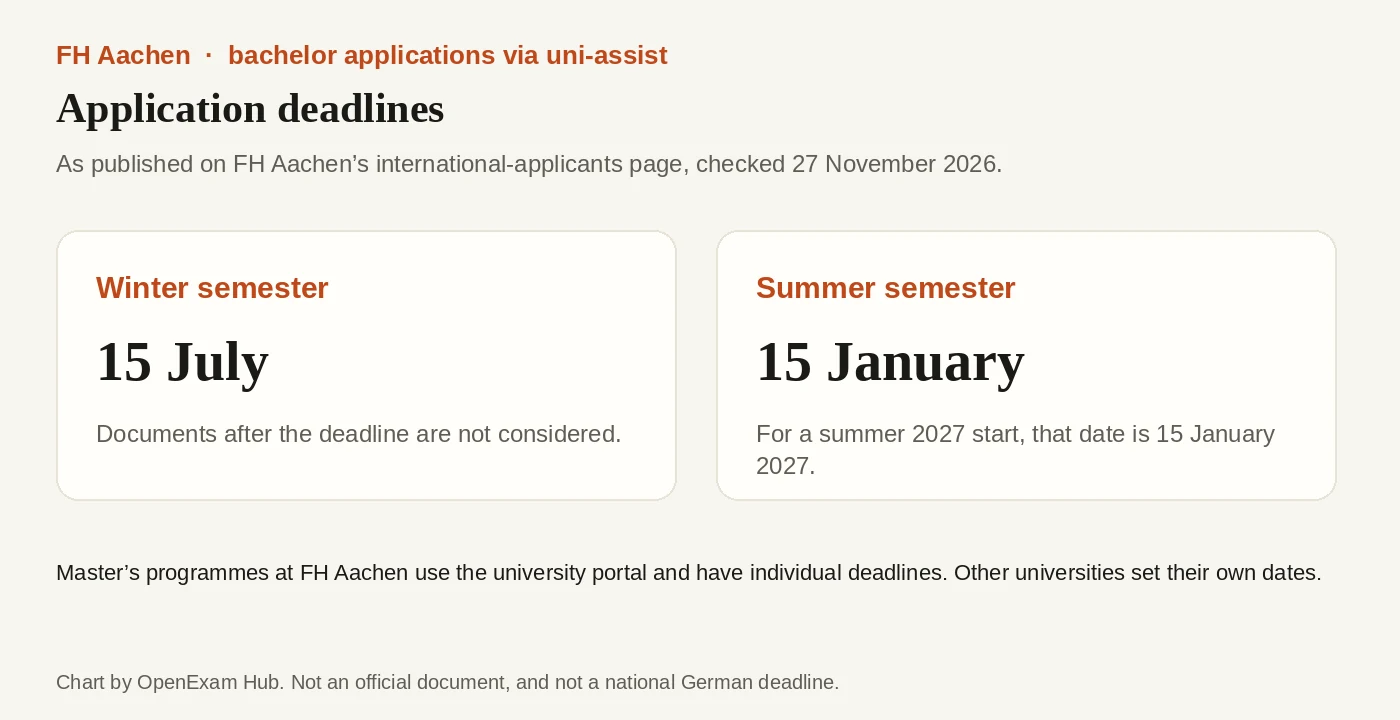 FH Aachen · bachelor applications via uni-assist
Application deadlines
As published on FH Aachen’s international-applicants page, checked 27 November 2026.
Winter semester
15 July
Documents after the deadline are not considered.
Summer semester
15 January
For a summer 2027 start, that date is 15 January
2027.
Master’s programmes at FH Aachen use the university portal and have individual deadlines. Other universities set their own dates.
Chart by OpenExam Hub. Not an official document, and not a national German deadline.